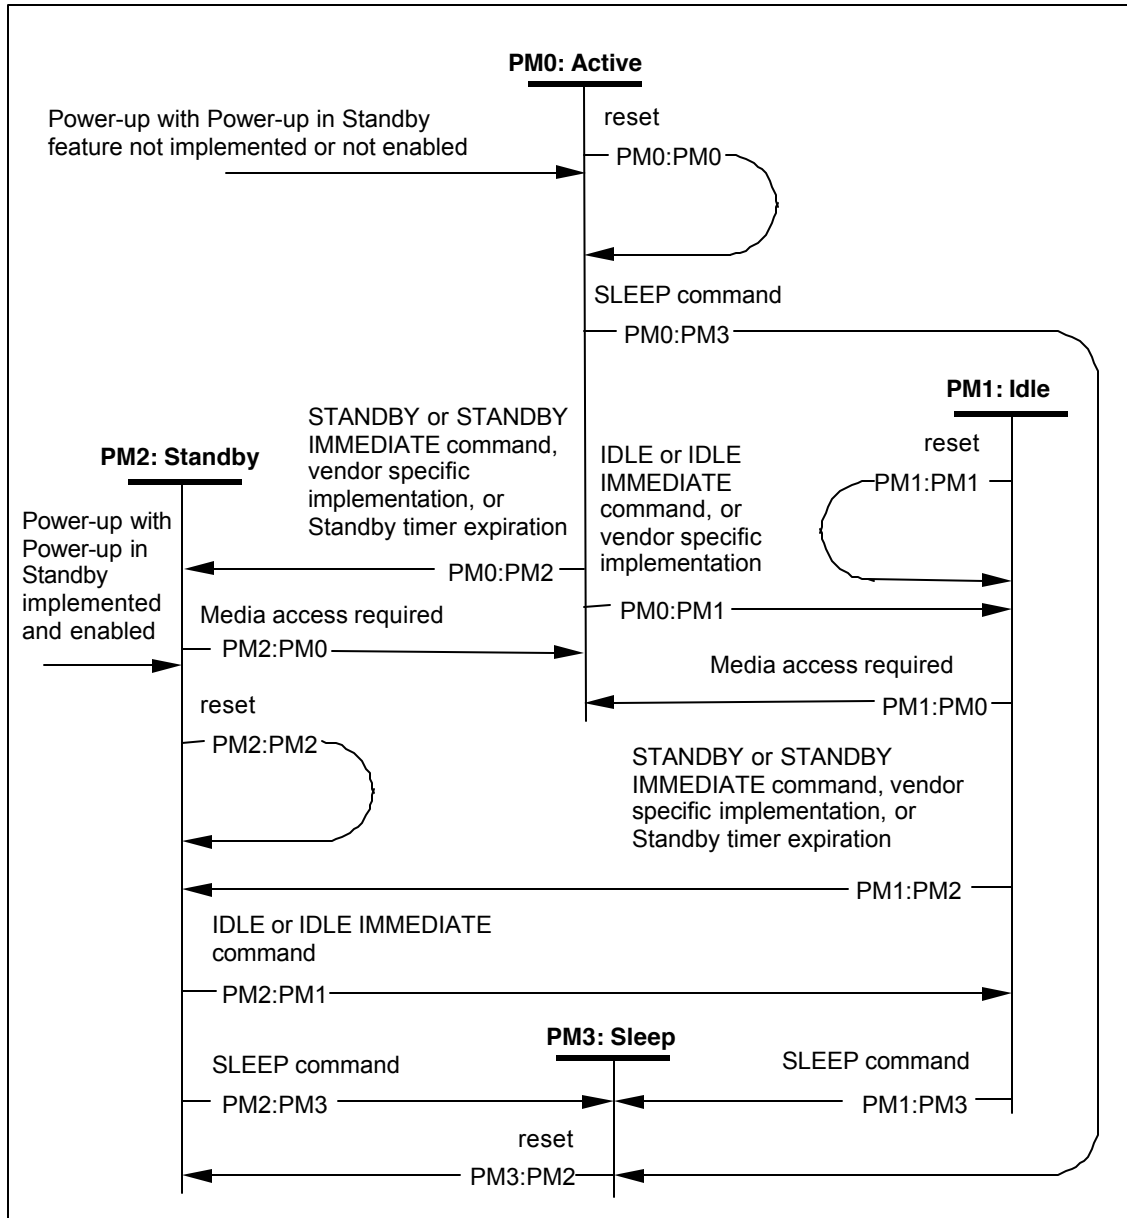 PM0: Active
Power-up with Power-up in Standby
feature not implemented or not enabled
reset
PM0:PM0
SLEEP command
PM0:PM3
PM1: Idle
reset
PM1:PM1
STANDBY or STANDBY
IMMEDIATE command,
vendor specific
implementation, or
Standby timer expiration
IDLE or IDLE
IMMEDIATE
command, or
vendor specific
implementation
PM2: Standby
Power-up with
Power-up in
Standby
implemented
and enabled
PM0:PM2
PM0:PM1
Media access required
PM2:PM0
Media access required
PM1:PM0
reset
PM2:PM2
STANDBY or STANDBY
IMMEDIATE command, vendor
specific implementation, or
Standby timer expiration
PM1:PM2
IDLE or IDLE IMMEDIATE
command
PM2:PM1
PM3: Sleep
SLEEP command
PM2:PM3
SLEEP command
PM1:PM3
reset
PM3:PM2